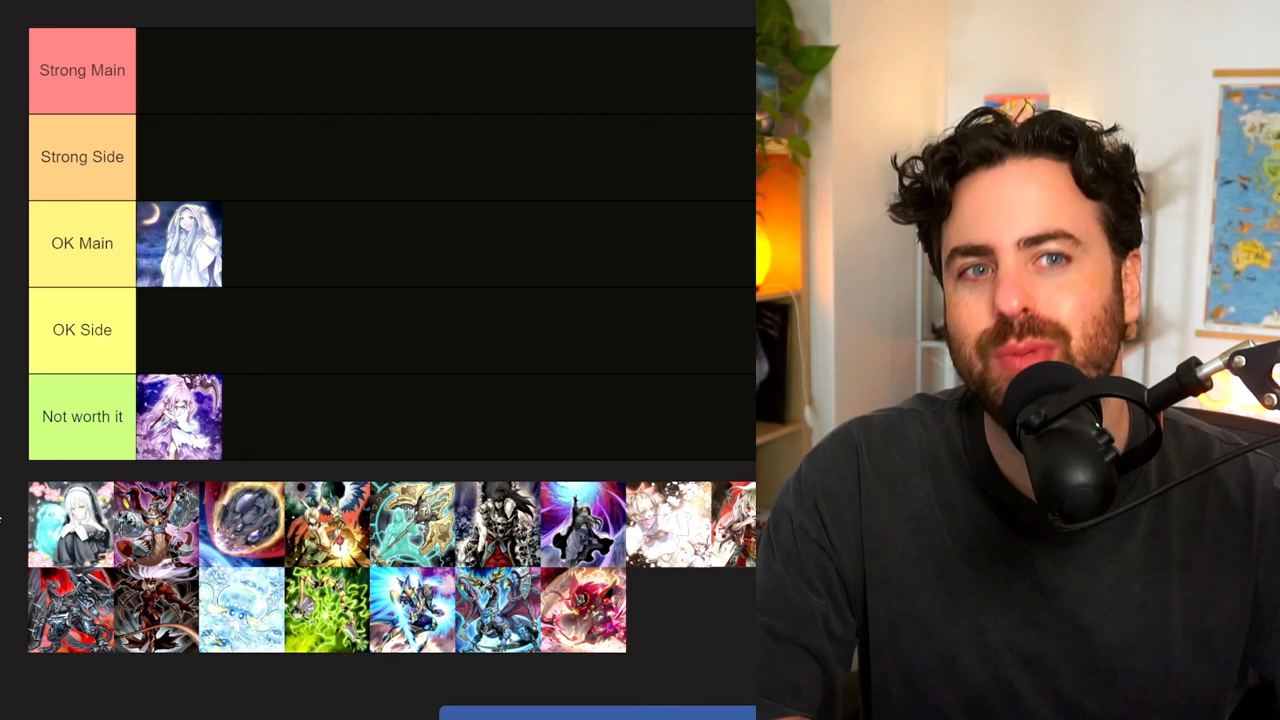 Strong Main
Strong Side
OK Main
OK Side
Not worth it